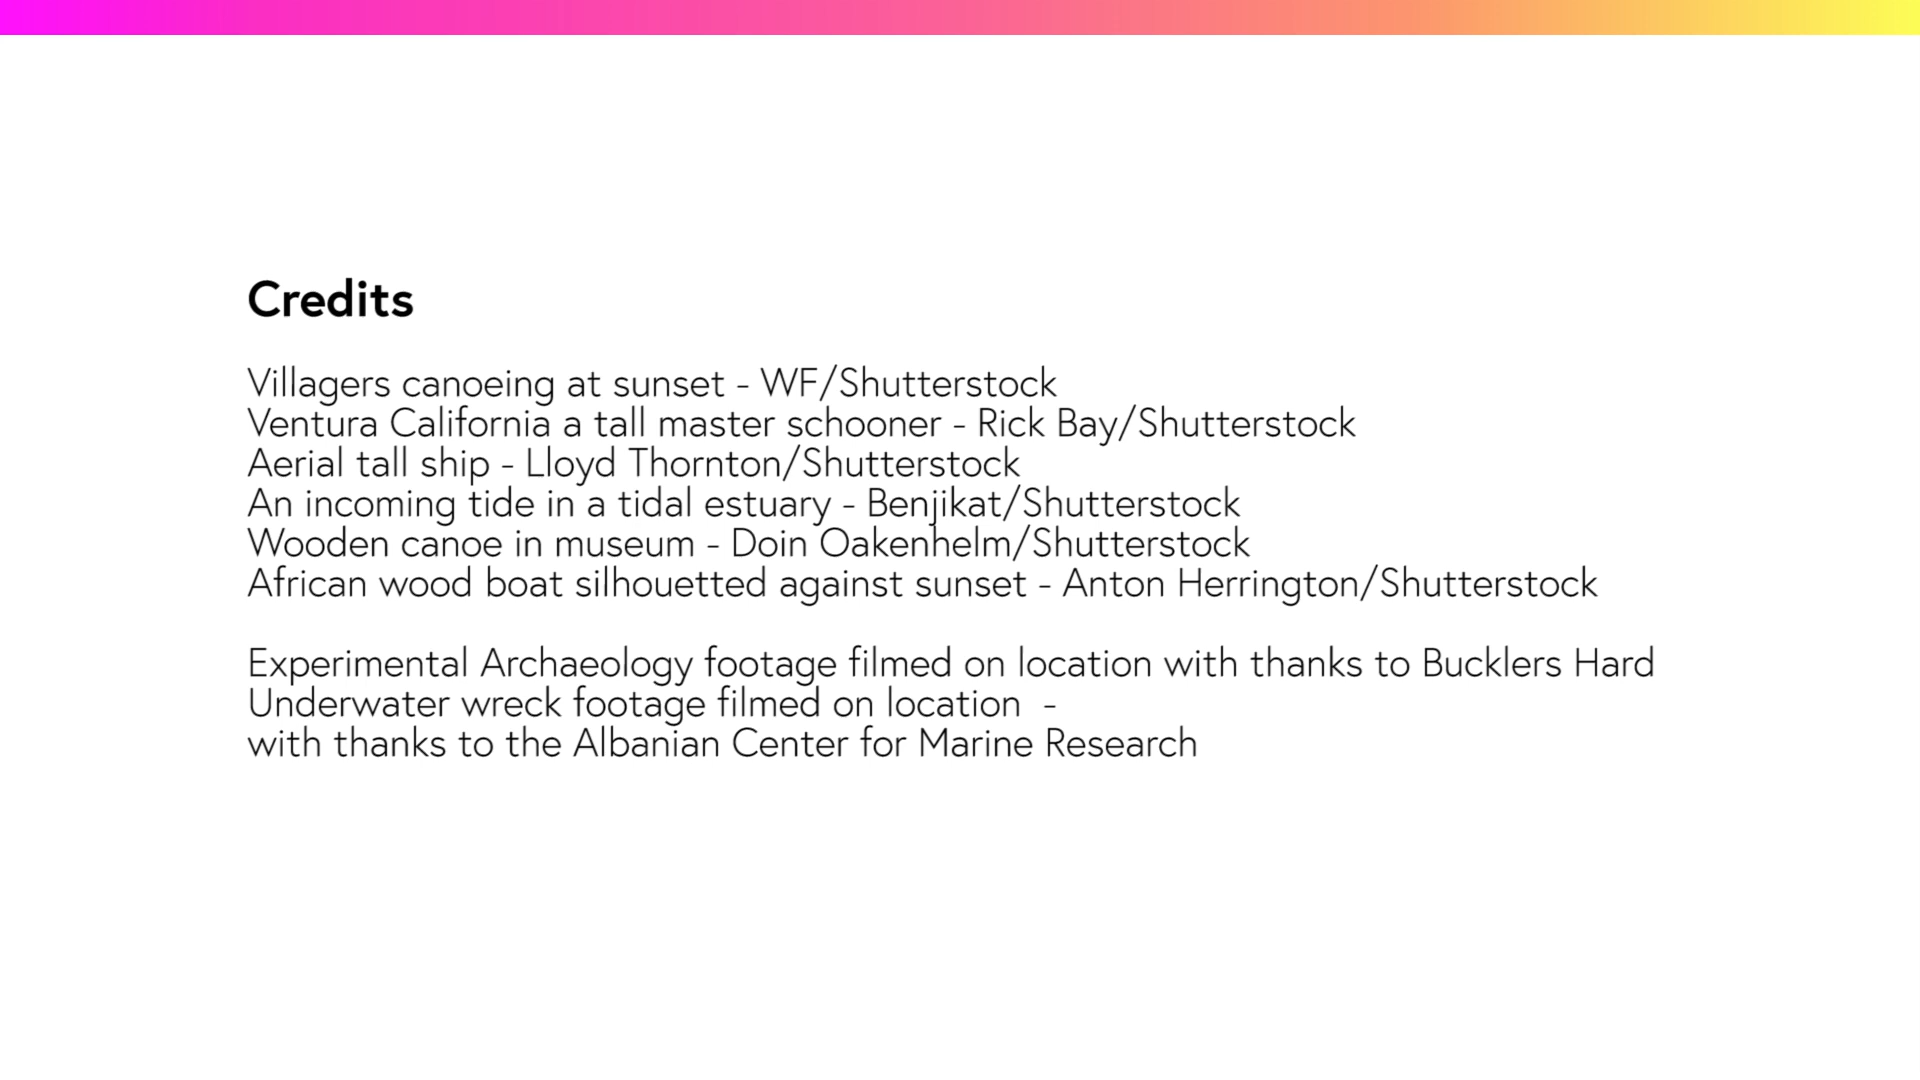 Credits
Villagers canoeing at sunset - WF/Shutterstock
Ventura California a tall master schooner - Rick Bay/Shutterstock
Aerial tall ship - Lloyd Thornton/Shutterstock
An incoming tide in a tidal estuary - Benjikat/Shutterstock
Wooden canoe in museum - Doin Oakenhelm/Shutterstock
African wood boat silhouetted against sunset - Anton Herrington/Shutterstock
Experimental Archaeology footage filmed on location with thanks to Bucklers Hard
Underwater wreck footage filmed on location  -
with thanks to the Albanian Center for Marine Research